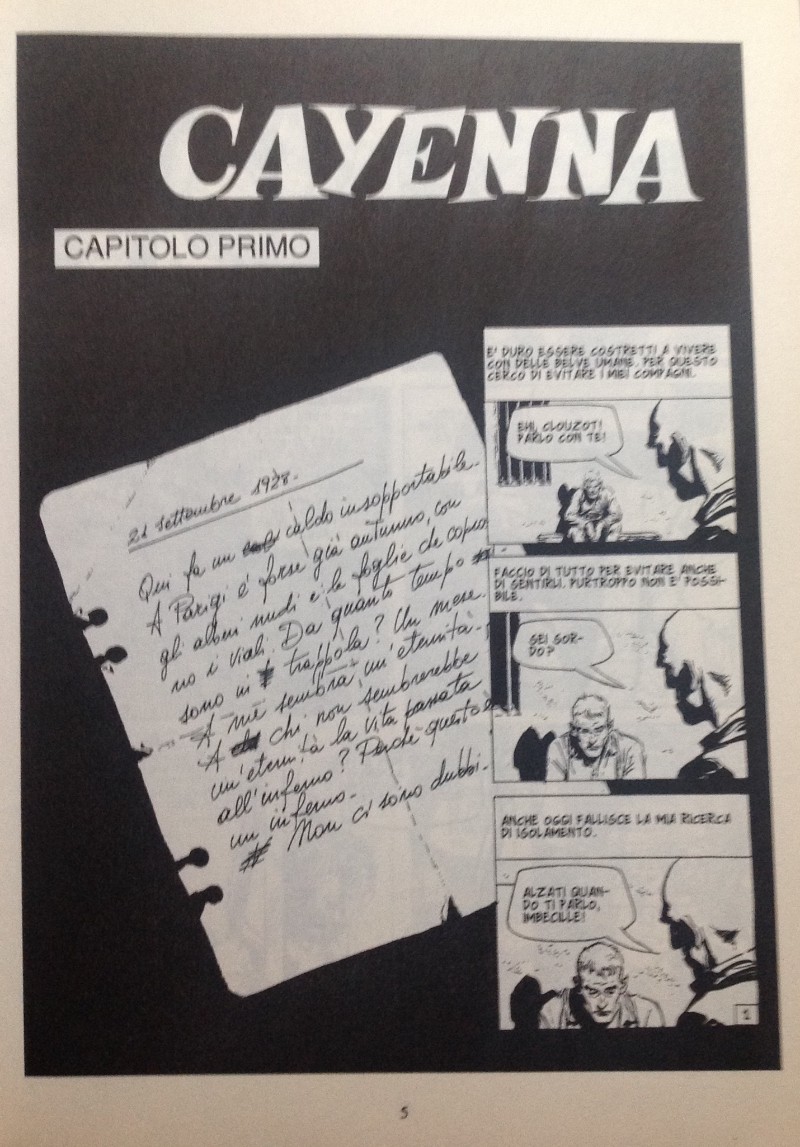 CAYENNA
CAPITOLO PRIMO
21 settembre 1928.
Qui fa un caldo insopportabile.
A Parigi é forse giá autunno, con
gli alberi nudi e le foglie che copro
no i viali. Da quanto tempo
sono in trappola? Un mese.
A me sembra un'eternitá.
A chi non sembrerebbe
un'eternitá la vita passata
all'inferno? Perché questo é
un inferno.
Non ci sono dubbi.
E' DURO ESSERE COSTRETTI A VIVERE
CON DELLE BELVE UMANE. PER QUESTO
CERCO DI EVITARE I MIEI COMPAGNI.
EHI, CLOUZOT!
PARLO CON TE!
FACCIO DI TUTTO PER EVITARE ANCHE
DI SENTIRLI. PURTROPPO NON E' POSSI-
BILE.
SEI SOR-
DO?
ANCHE OGGI FALLISCE LA MIA RICERCA
DI ISOLAMENTO.
ALZATI QUAN-
DO TI PARLO,
IMBECILLE!
1
5